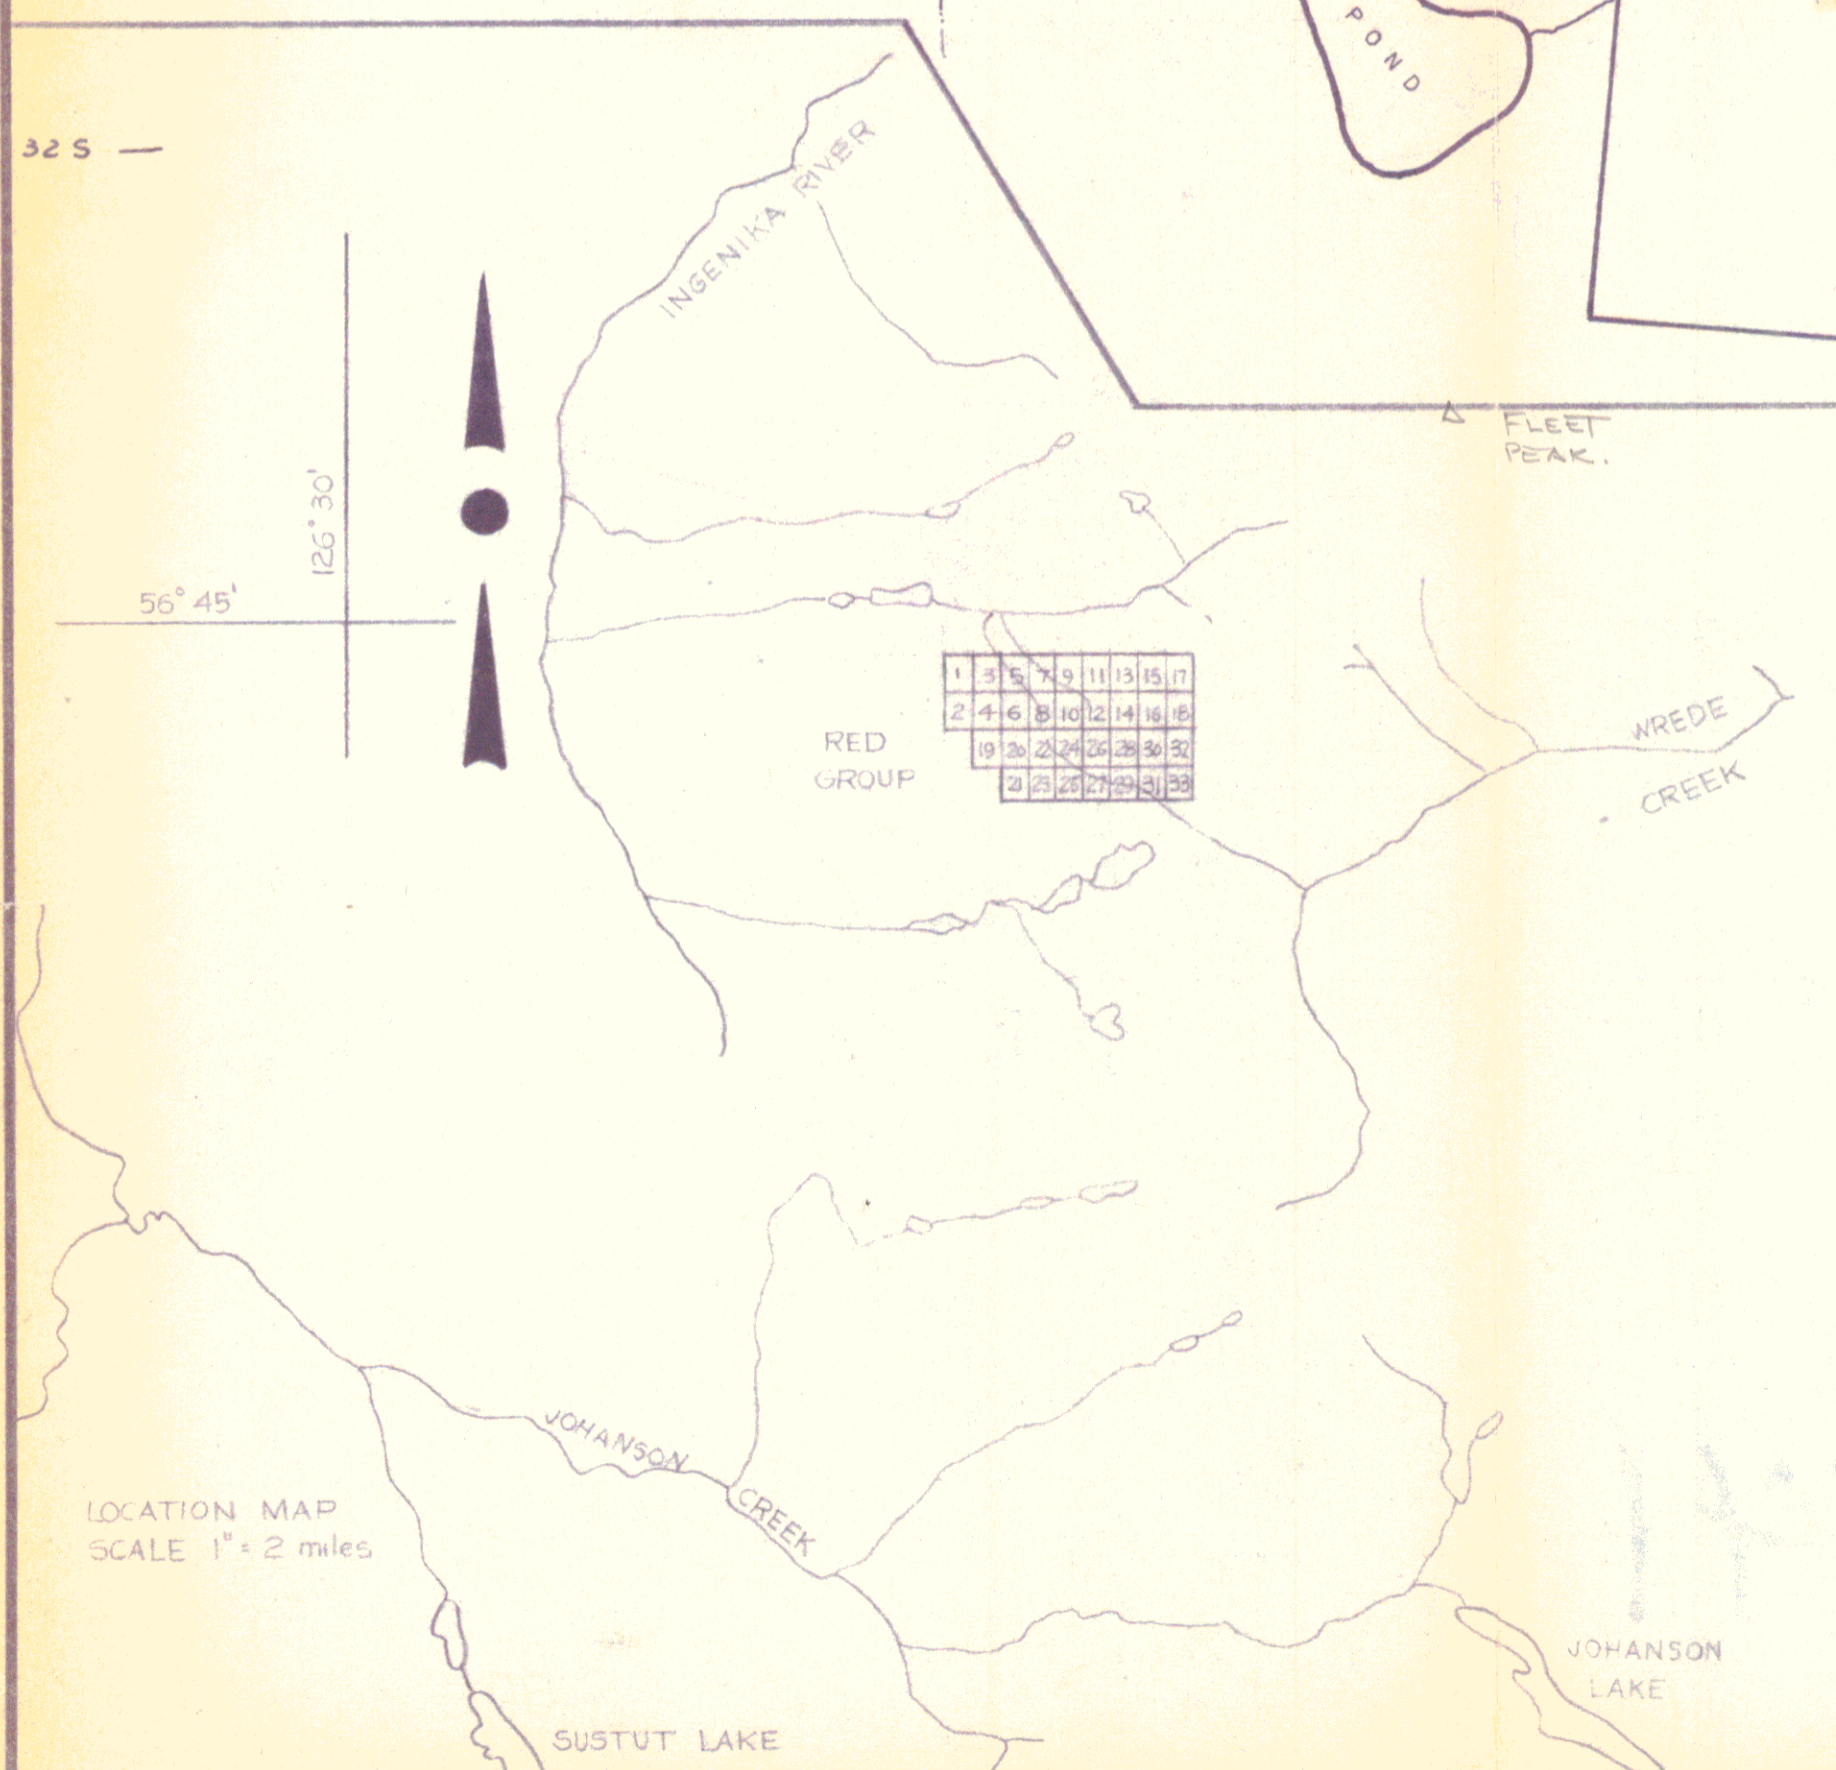 POND
32 S —
INGENIKA RIVER
FLEET
PEAK.
126° 30'
56° 45'
1 3 5 7 9 11 13 15 17
2 4 6 8 10 12 14 16 18
19 20 22 24 26 28 30 32
21 23 25 27 29 31 33
RED
GROUP
WREDE
CREEK
JOHANSON
CREEK
LOCATION MAP
SCALE 1" = 2 miles
JOHANSON
LAKE
SUSTUT LAKE